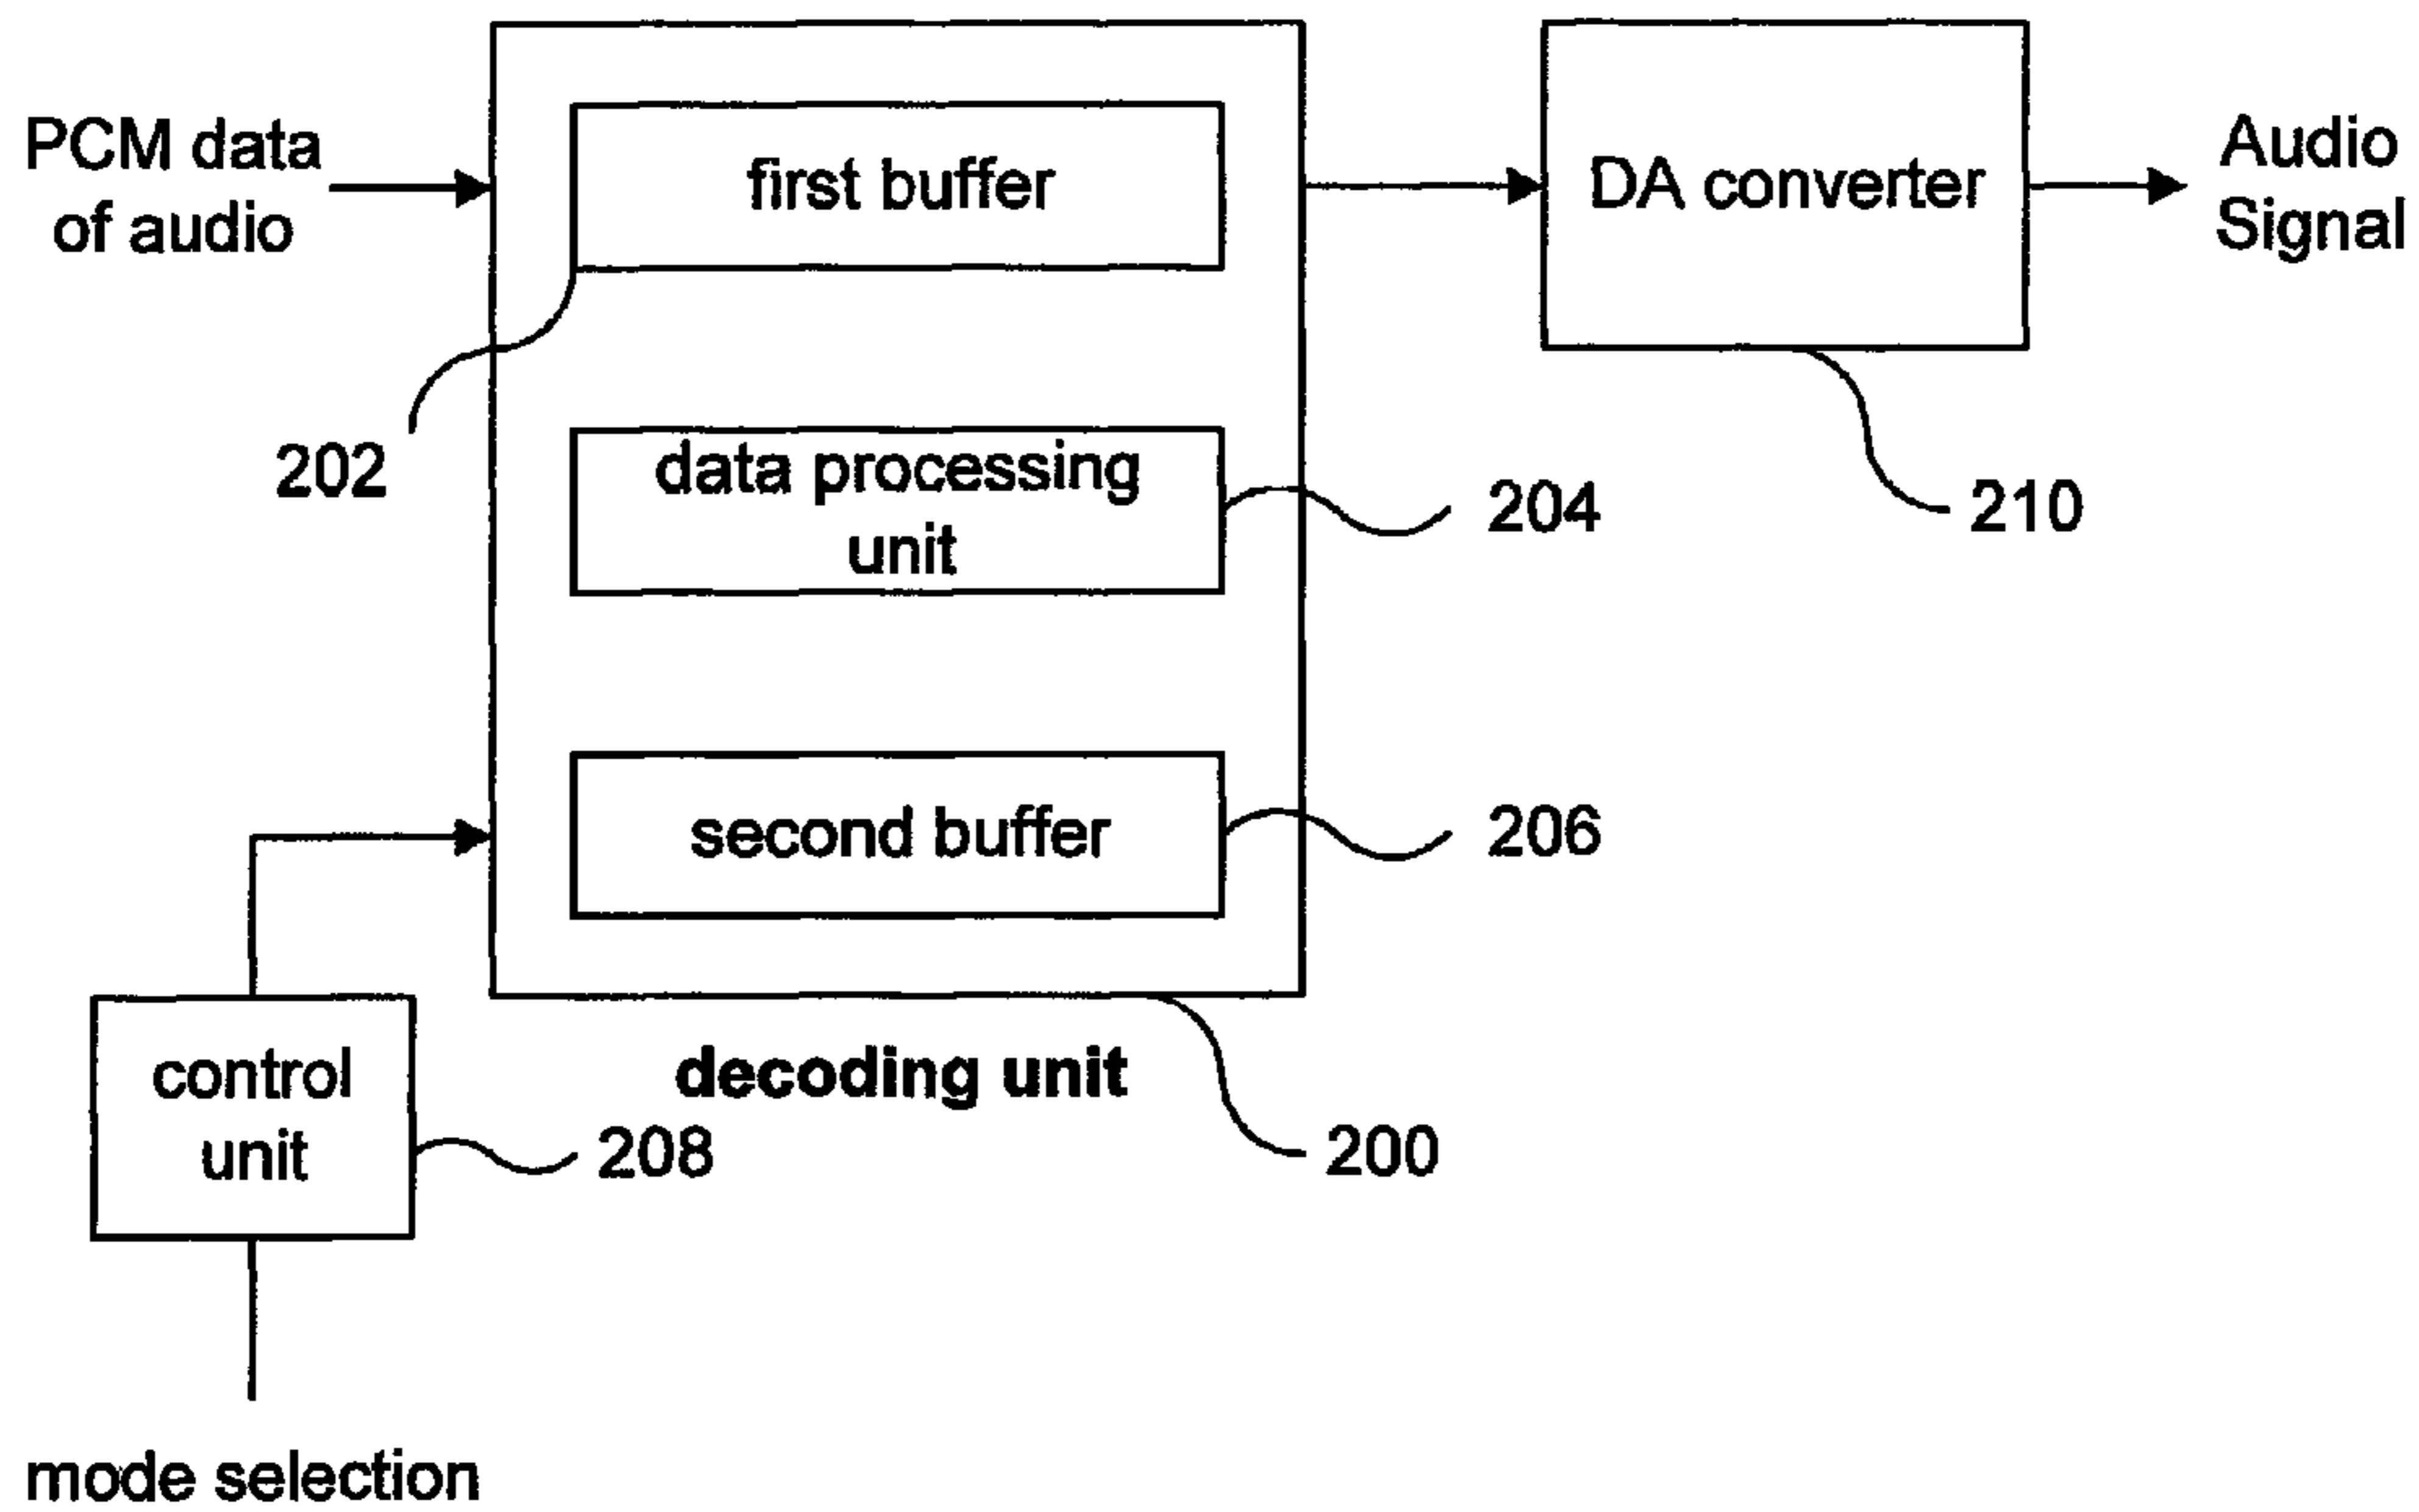 PCM data
of audio
first buffer
DA converter
Audio
Signal
202
data processing
unit
204
210
second buffer
206
control
unit
208
decoding unit
200
mode selection